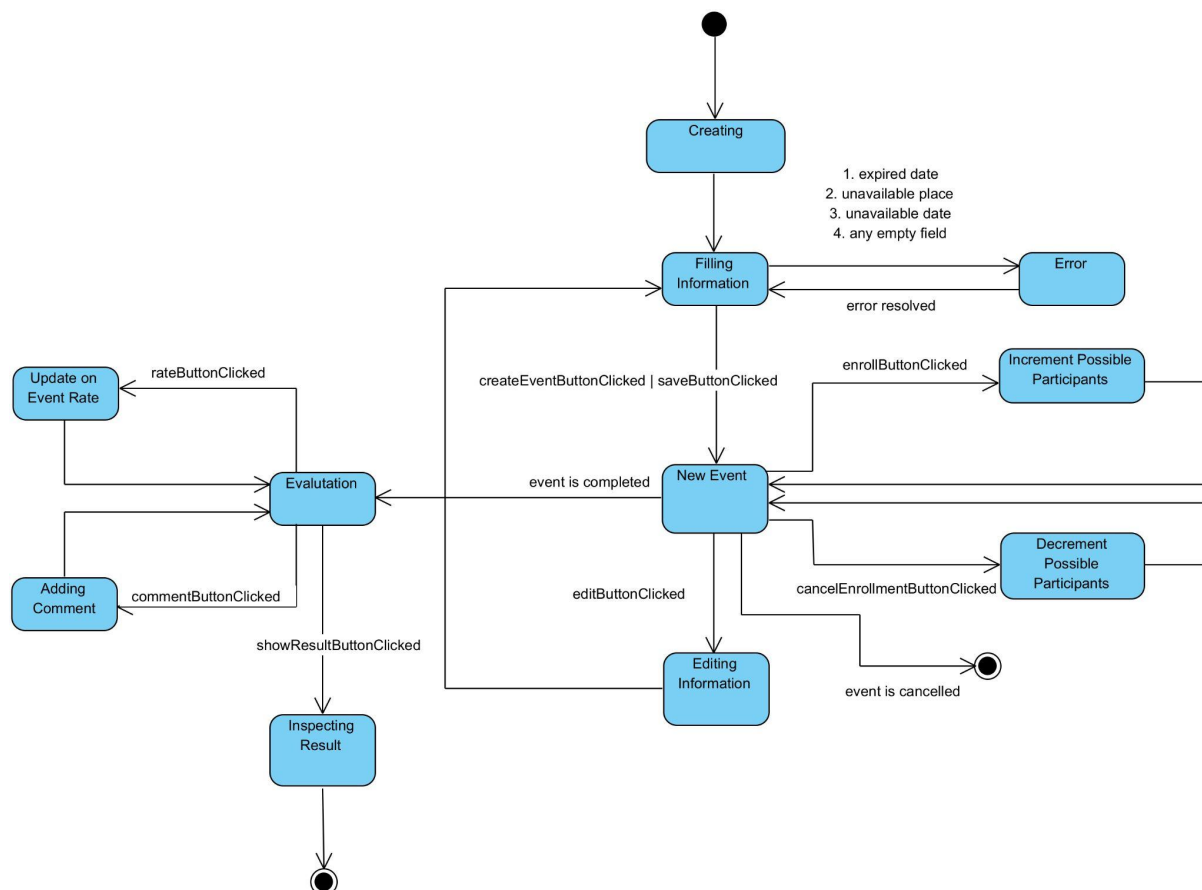 Creating
1. expired date
2. unavailable place
3. unavailable date
4. any empty field
Filling
Information
Error
error resolved
Update on
Event Rate
rateButtonClicked
createEventButtonClicked | saveButtonClicked
enrollButtonClicked
Increment Possible
Participants
Evalutation
event is completed
New Event
Adding
Comment
commentButtonClicked
editButtonClicked
cancelEnrollmentButtonClicked
Decrement
Possible
Participants
showResultButtonClicked
Editing
Information
event is cancelled
Inspecting
Result